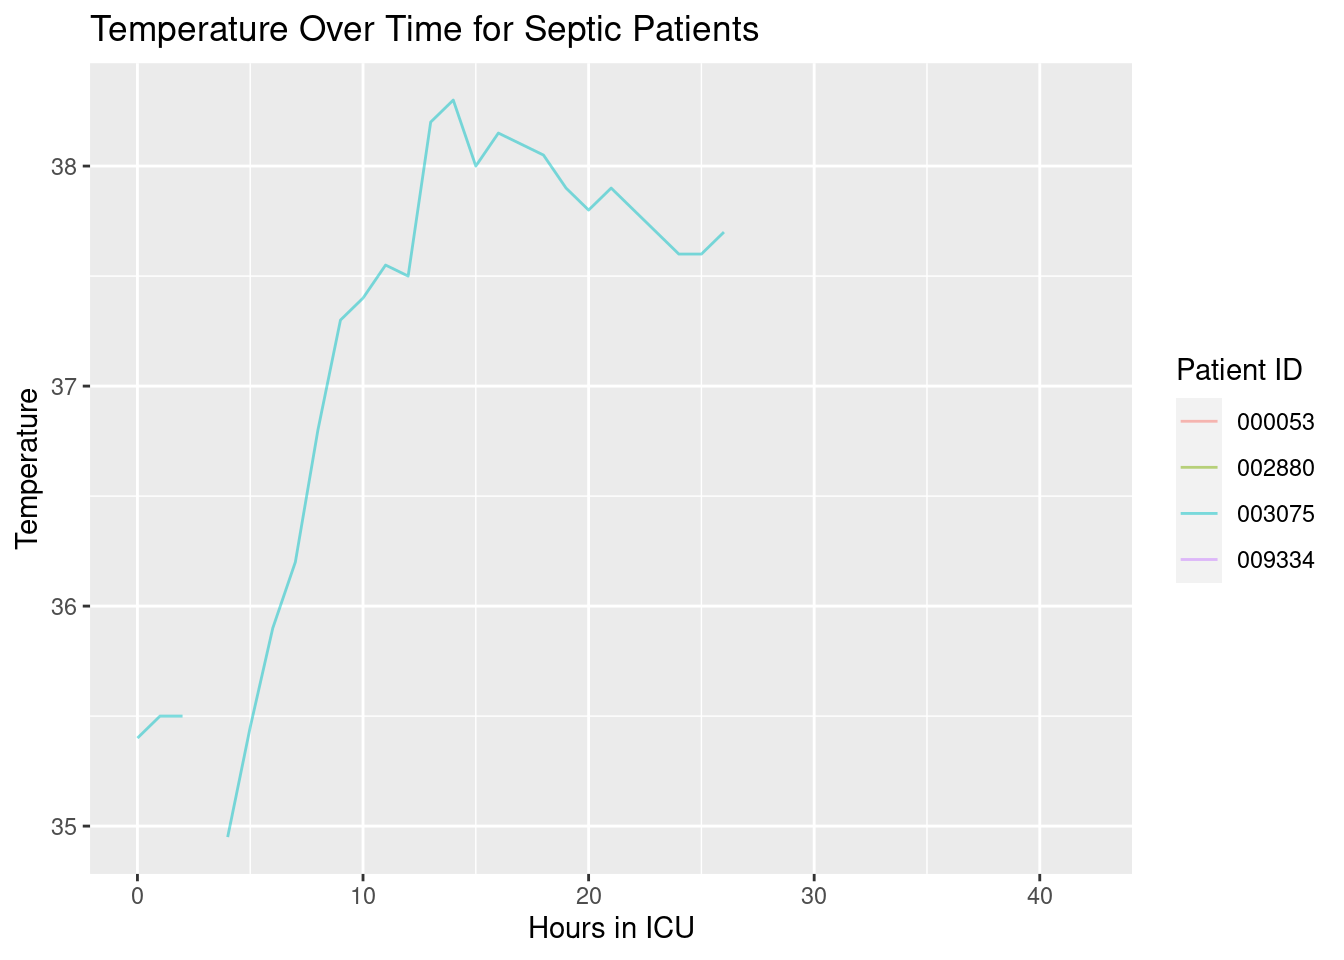 Temperature Over Time for Septic Patients
38
37
36
35
Temperature
0 10 20 30 40
Hours in ICU
Patient ID
000053
002880
003075
009334